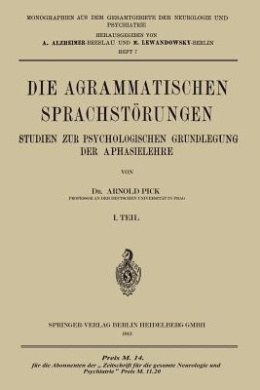 MONOGRAPHIEN AUS DEM GESAMTGEBIETE DER NEUROLOGIE UND
PSYCHIATRIE
HERAUSGEGEBEN VON
A. ALZHEIMER-BRESLAU UND M. LEWANDOWSKY-BERLIN
HEFT 7
DIE AGRAMMATISCHEN
SPRACHSTÖRUNGEN
STUDIEN ZUR PSYCHOLOGISCHEN GRUNDLEGUNG
DER APHASIELEHRE
VON
DR. ARNOLD PICK
PROFESSOR AN DER DEUTSCHEN UNIVERSITÄT IN PRAG
I. TEIL
SPRINGER-VERLAG BERLIN HEIDELBERG GMBH
1913
Preis M. 14.
für die Abonnenten der „Zeitschrift für die gesamte Neurologie und
Psychiatrie“ Preis M. 11.20